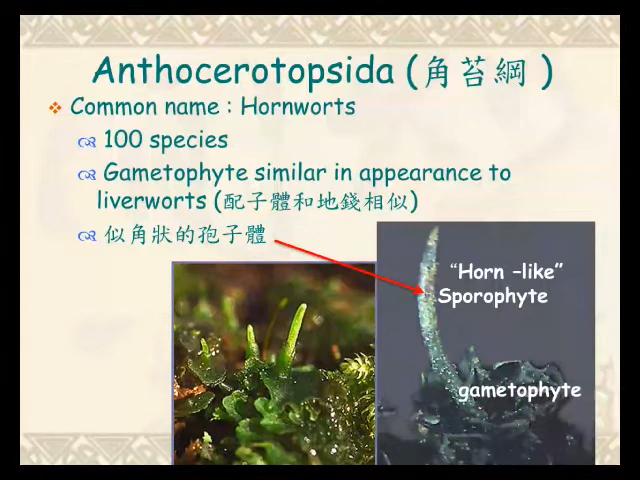 Anthocerotopsida (角苔綱 )
Common name : Hornworts
100 species
Gametophyte similar in appearance to
liverworts (配子體和地錢相似)
似角狀的孢子體
“Horn –like”
Sporophyte
gametophyte